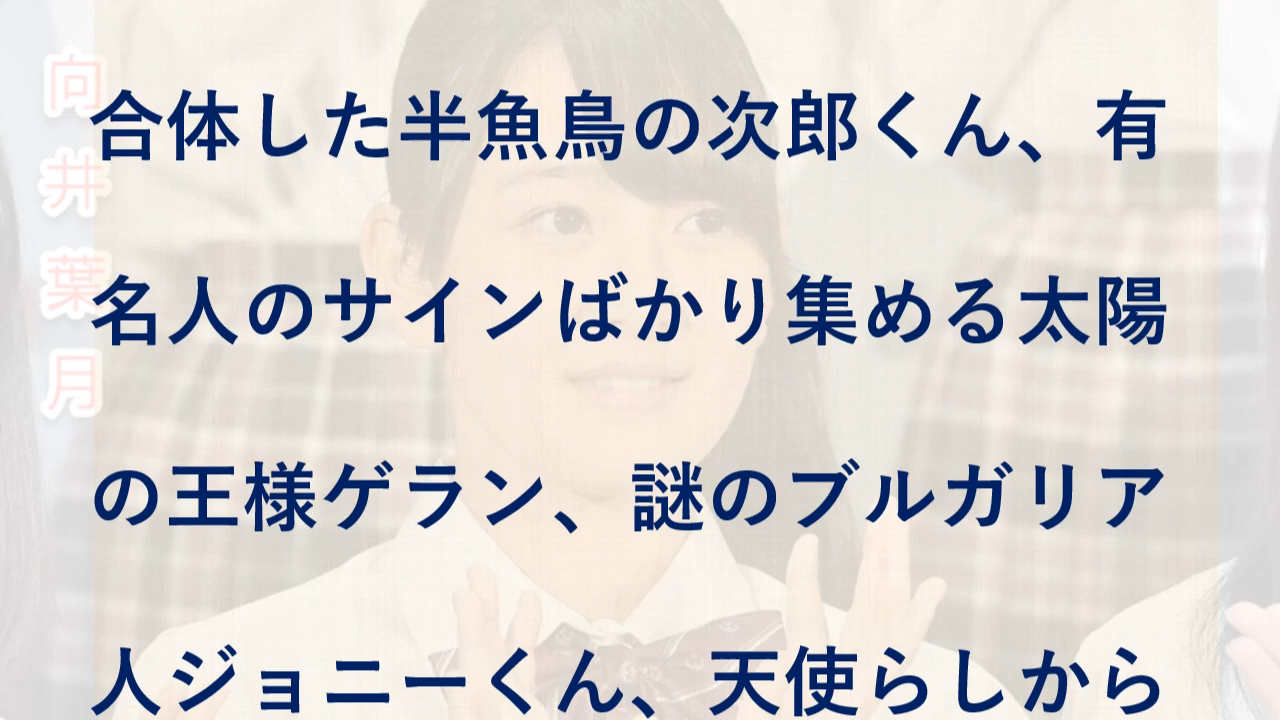 向井葉月
合体した半魚鳥の次郎くん、有
名人のサインばかり集める太陽
の王様ゲラン、謎のブルガリア
人ジョニーくん、天使らしから